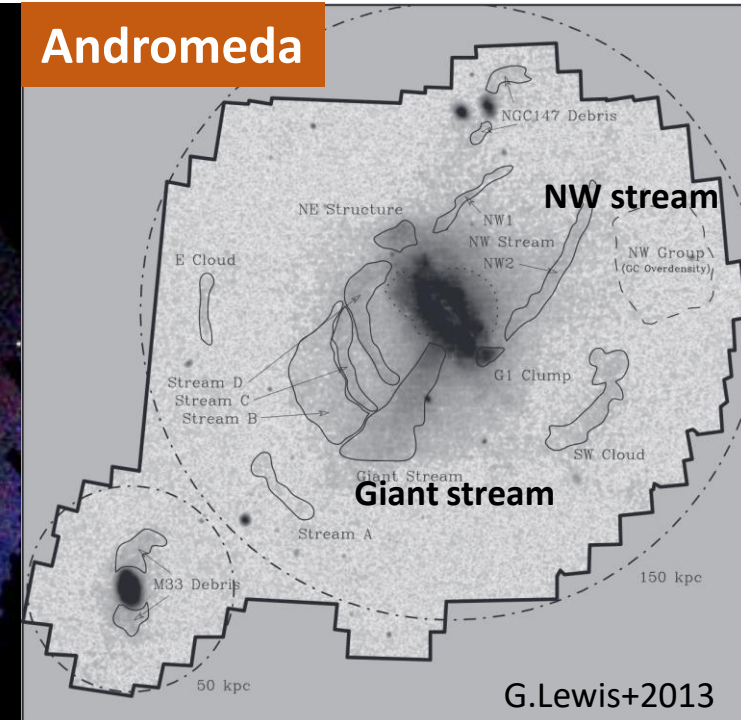 Andromeda
NGC147 Debris
NW stream
NE Structure
NW1
NW Stream
NW2
NW Group
(GC Overdensity)
E Cloud
Stream D
Stream C
Stream B
G1 Clump
SW Cloud
Giant Stream
Giant stream
Stream A
M33 Debris
150 kpc
50 kpc
G.Lewis+2013